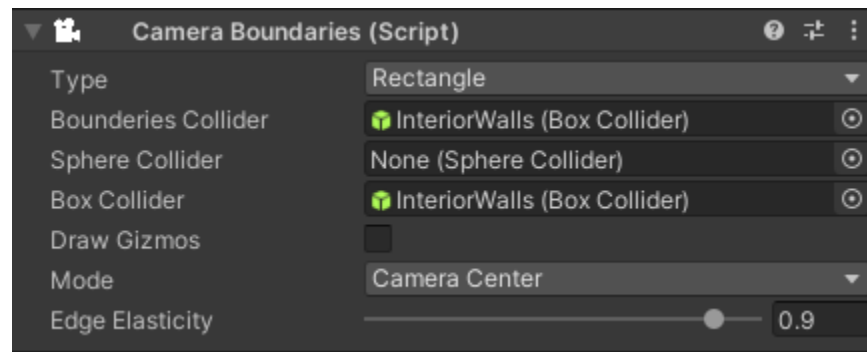 Camera Boundaries (Script)
Type Rectangle
Bounderies Collider InteriorWalls (Box Collider)
Sphere Collider None (Sphere Collider)
Box Collider InteriorWalls (Box Collider)
Draw Gizmos
Mode Camera Center
Edge Elasticity 0.9